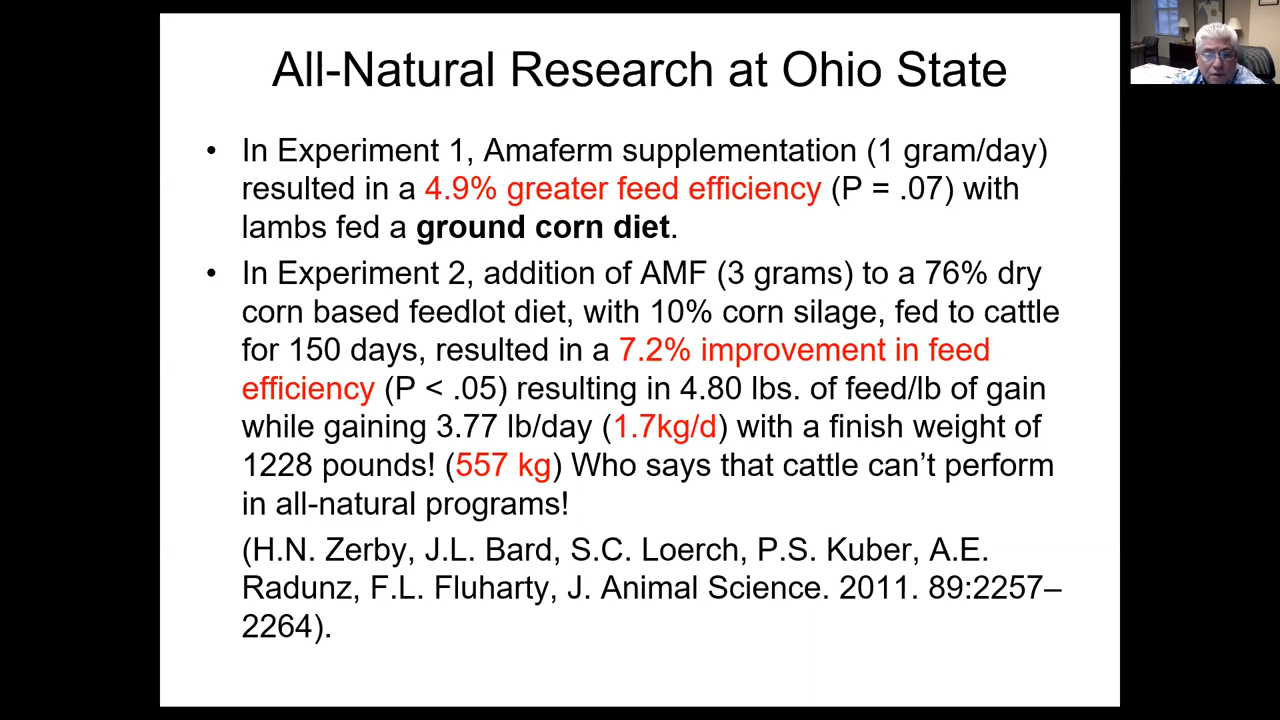 All-Natural Research at Ohio State
• In Experiment 1, Amaferm supplementation (1 gram/day)
resulted in a 4.9% greater feed efficiency (P = .07) with
lambs fed a ground corn diet.
• In Experiment 2, addition of AMF (3 grams) to a 76% dry
corn based feedlot diet, with 10% corn silage, fed to cattle
for 150 days, resulted in a 7.2% improvement in feed
efficiency (P < .05) resulting in 4.80 lbs. of feed/lb of gain
while gaining 3.77 lb/day (1.7kg/d) with a finish weight of
1228 pounds! (557 kg) Who says that cattle can’t perform
in all-natural programs!
(H.N. Zerby, J.L. Bard, S.C. Loerch, P.S. Kuber, A.E.
Radunz, F.L. Fluharty, J. Animal Science. 2011. 89:2257–
2264).